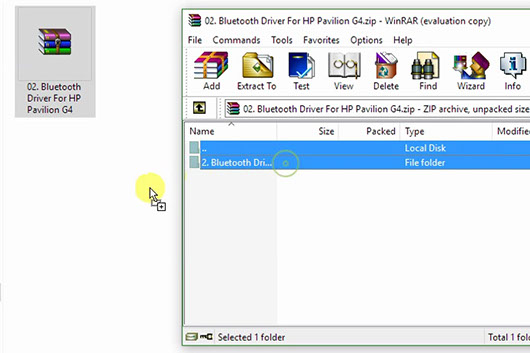 02. Bluetooth
Driver For HP
Pavilion G4
02. Bluetooth Driver For HP Pavilion G4.zip - WinRAR (evaluation copy)
File Commands Tools Favorites Options Help
Add Extract To Test View Delete Find Wizard Info
02. Bluetooth Driver For HP Pavilion G4.zip - ZIP archive, unpacked size
Name Size Packed Type Modified
.. Local Disk
2. Bluetooth Dri... File folder
Selected 1 folder Total 1 fol